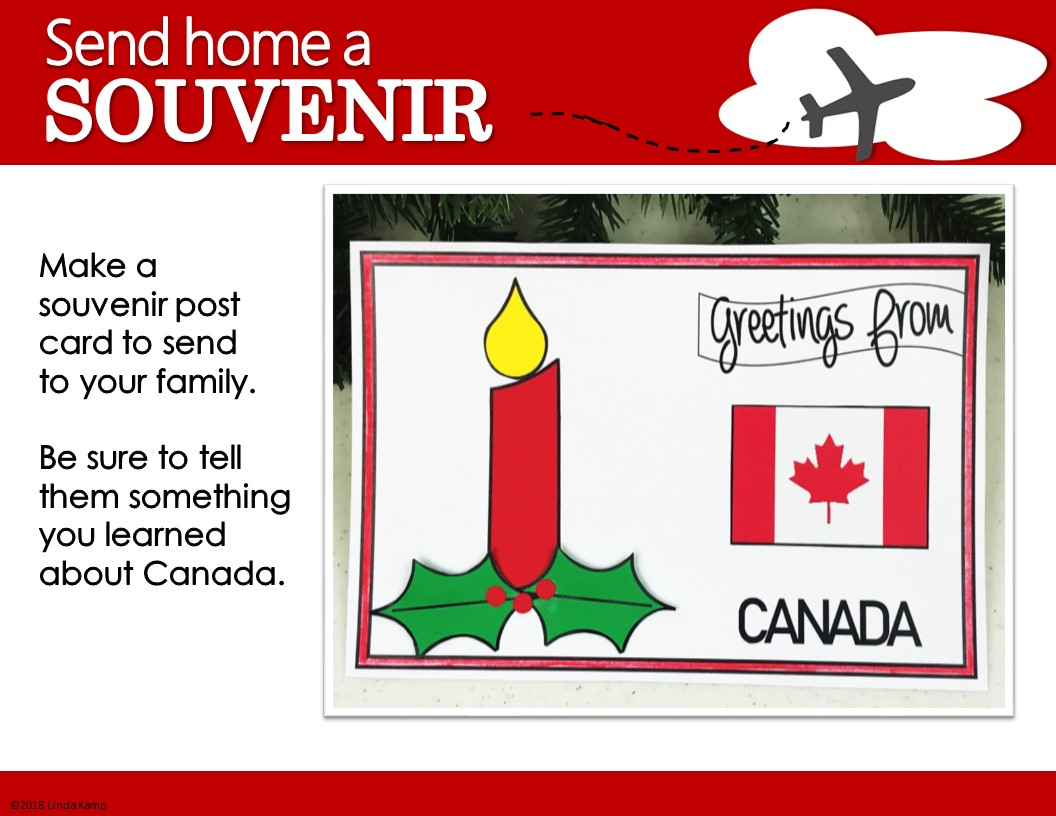 Send home a
SOUVENIR
Make a
souvenir post
card to send
to your family.
Be sure to tell
them something
you learned
about Canada.
Greetings from
CANADA
©2018 Linda Kamp